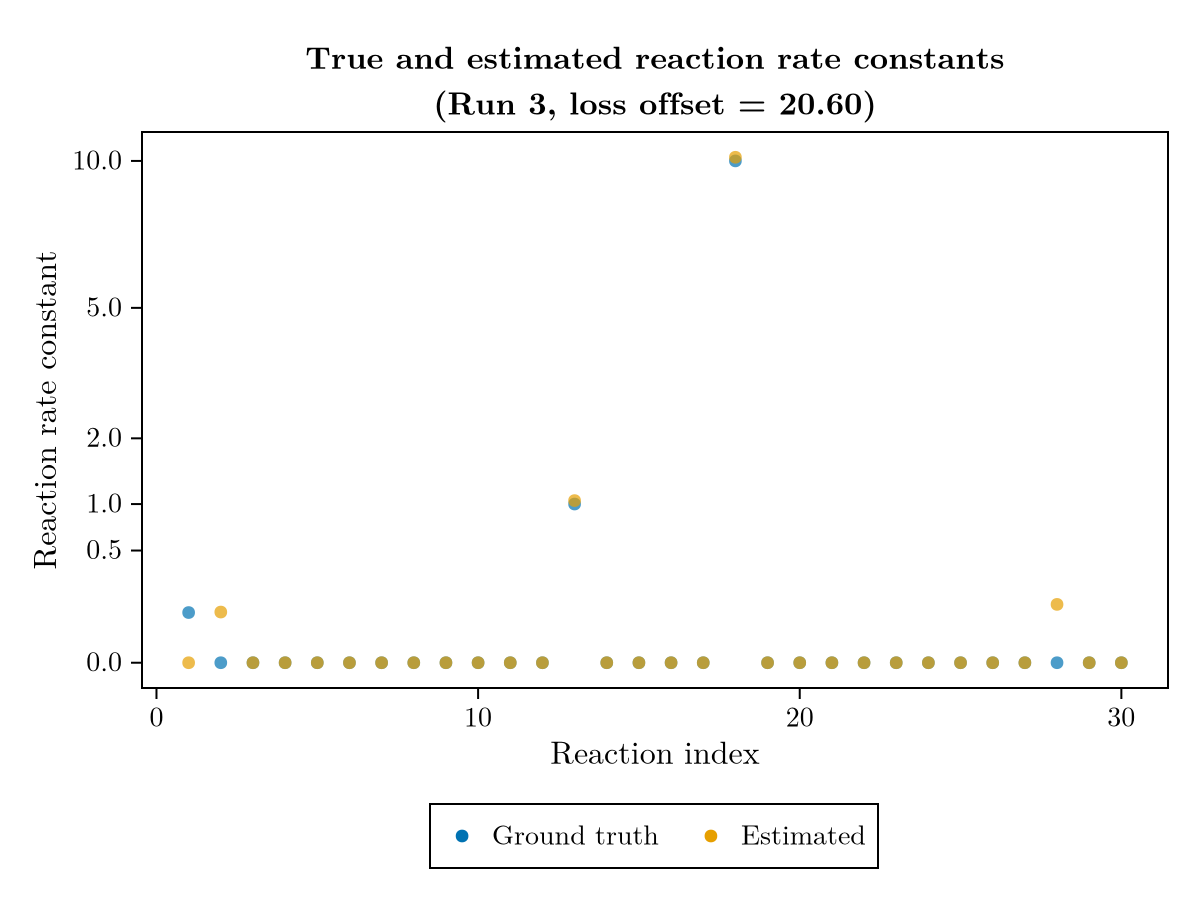 True and estimated reaction rate constants
(Run 3, loss offset = 20.60)
10.0
5.0
2.0
1.0
0.5
0.0
Reaction rate constant
0 10 20 30
Reaction index
Ground truth Estimated